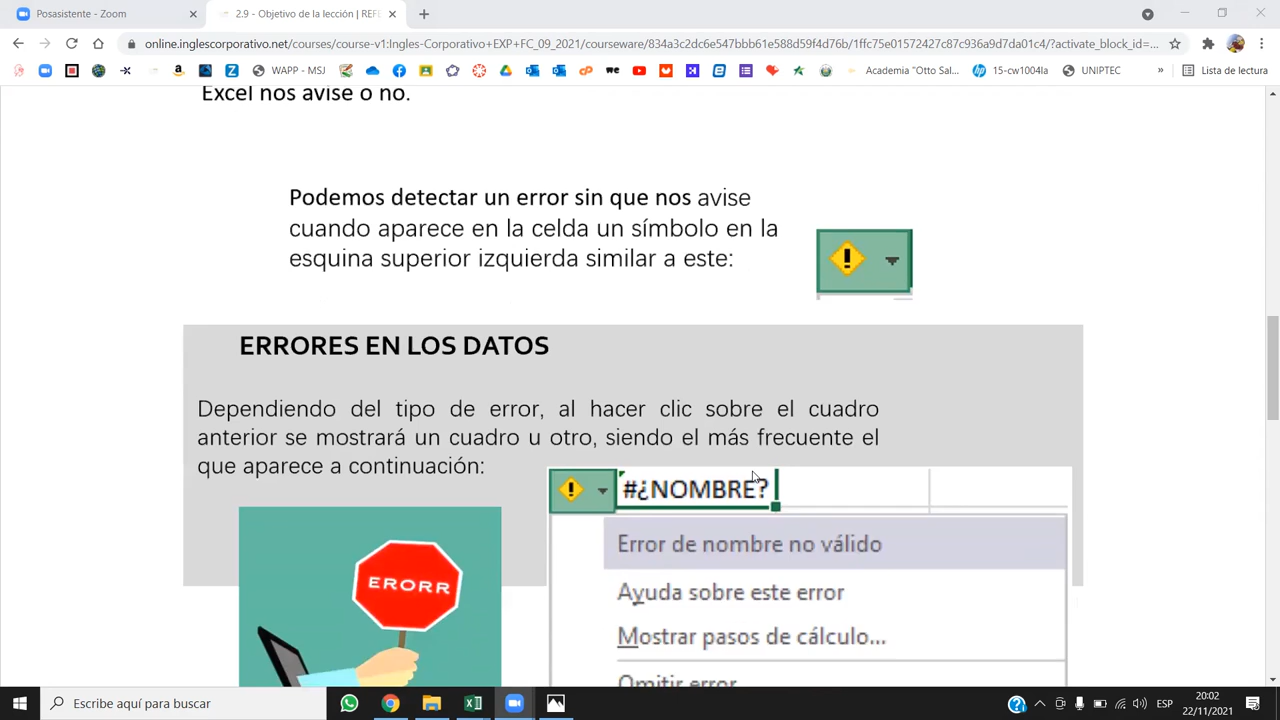 Posasistente - Zoom
2.9 - Objetivo de la lección | REFL
online.inglescorporativo.net/courses/course-v1:Ingles-Corporativo+EXP+FC_09_2021/courseware/834a3c2dc6e547bbb61e588d59f4d76b/1ffc75e01572427c87c936a9d7da01c4/?activate_block_id=...
WAPP - MSJ
Academia "Otto Sal...
15-cw1004la
UNIPTEC
»
Lista de lectura
Excel nos avise o no.
Podemos detectar un error sin que nos avise
cuando aparece en la celda un símbolo en la
esquina superior izquierda similar a este:
ERRORES EN LOS DATOS
Dependiendo del tipo de error, al hacer clic sobre el cuadro
anterior se mostrará un cuadro u otro, siendo el más frecuente el
que aparece a continuación:
#¿NOMBRE?
Error de nombre no válido
Ayuda sobre este error
Mostrar pasos de cálculo...
Omitir error
ERORR
Escribe aquí para buscar
ESP
20:02
22/11/2021